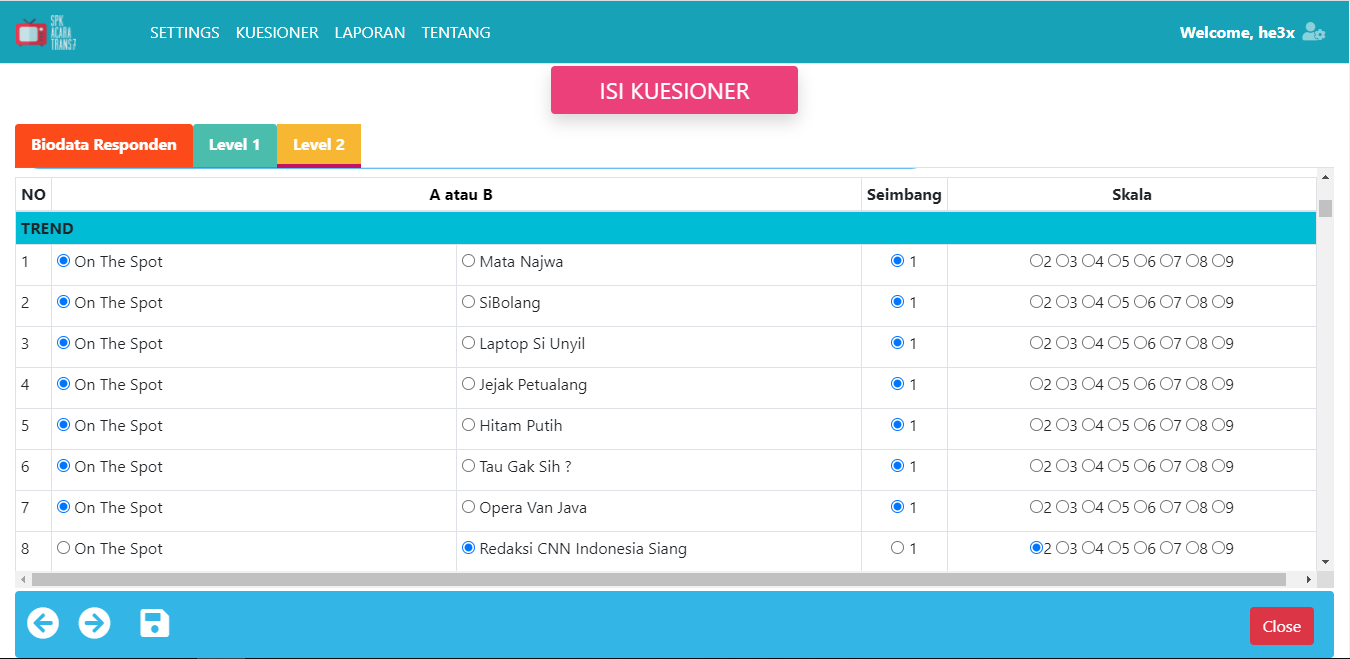 SPK
ACARA
TRANS7
SETTINGS KUESIONER LAPORAN TENTANG
Welcome, he3x
ISI KUESIONER
Biodata Responden Level 1 Level 2
NO A atau B Seimbang Skala
TREND
1 On The Spot Mata Najwa 1 2 3 4 5 6 7 8 9
2 On The Spot SiBolang 1 2 3 4 5 6 7 8 9
3 On The Spot Laptop Si Unyil 1 2 3 4 5 6 7 8 9
4 On The Spot Jejak Petualang 1 2 3 4 5 6 7 8 9
5 On The Spot Hitam Putih 1 2 3 4 5 6 7 8 9
6 On The Spot Tau Gak Sih ? 1 2 3 4 5 6 7 8 9
7 On The Spot Opera Van Java 1 2 3 4 5 6 7 8 9
8 On The Spot Redaksi CNN Indonesia Siang 1 2 3 4 5 6 7 8 9
Close